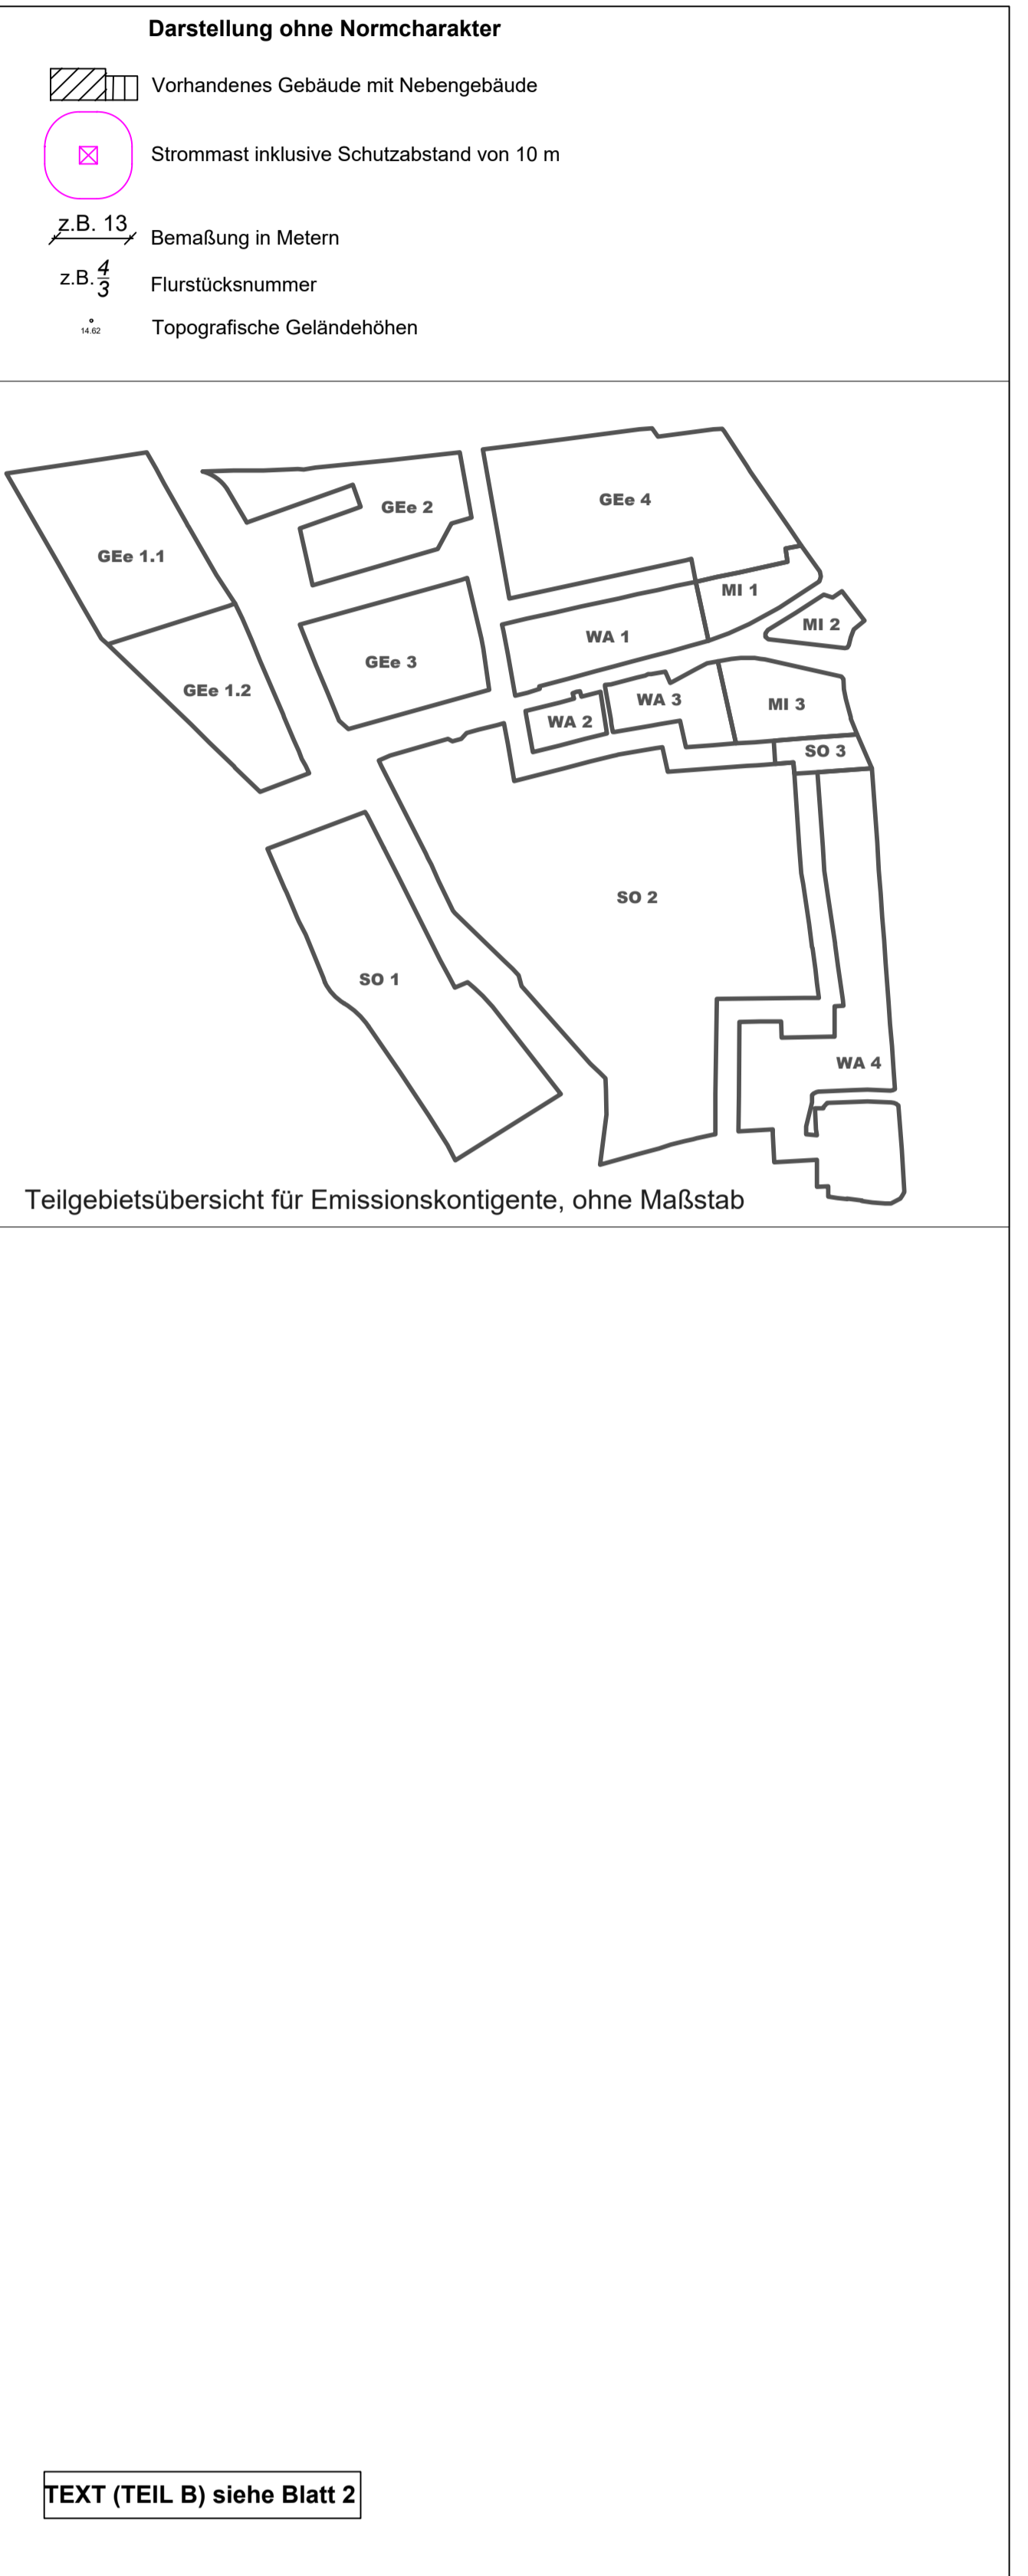 Darstellung ohne Normcharakter
Vorhandenes Gebäude mit Nebengebäude
Strommast inklusive Schutzabstand von 10 m
z.B. 13 Bemaßung in Metern
z.B. 4/3 Flurstücksnummer
14.62 Topografische Geländehöhen
GEe 4
GEe 2
GEe 1.1
MI 1
MI 2
WA 1
GEe 3
GEe 1.2
WA 3
MI 3
WA 2
SO 3
SO 2
SO 1
WA 4
Teilgebietsübersicht für Emissionskontigente, ohne Maßstab
TEXT (TEIL B) siehe Blatt 2